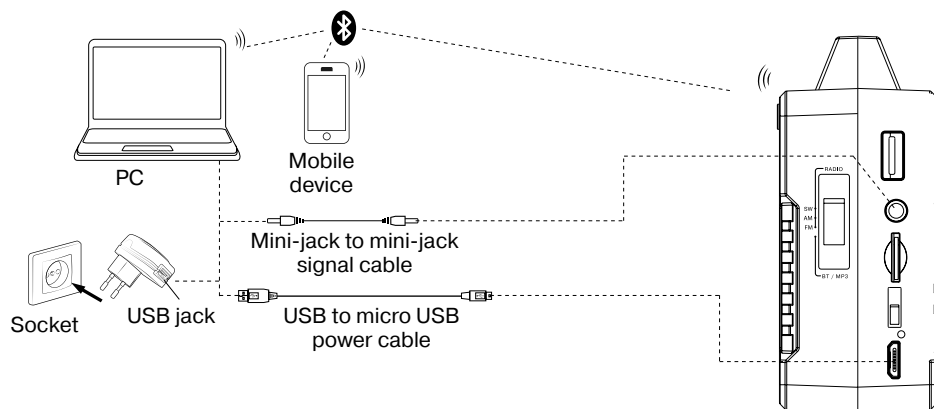 PC
Mobile
device
Mini-jack to mini-jack
signal cable
Socket
USB jack
USB to micro USB
power cable
RADIO
SW
AM
FM
BT / MP3